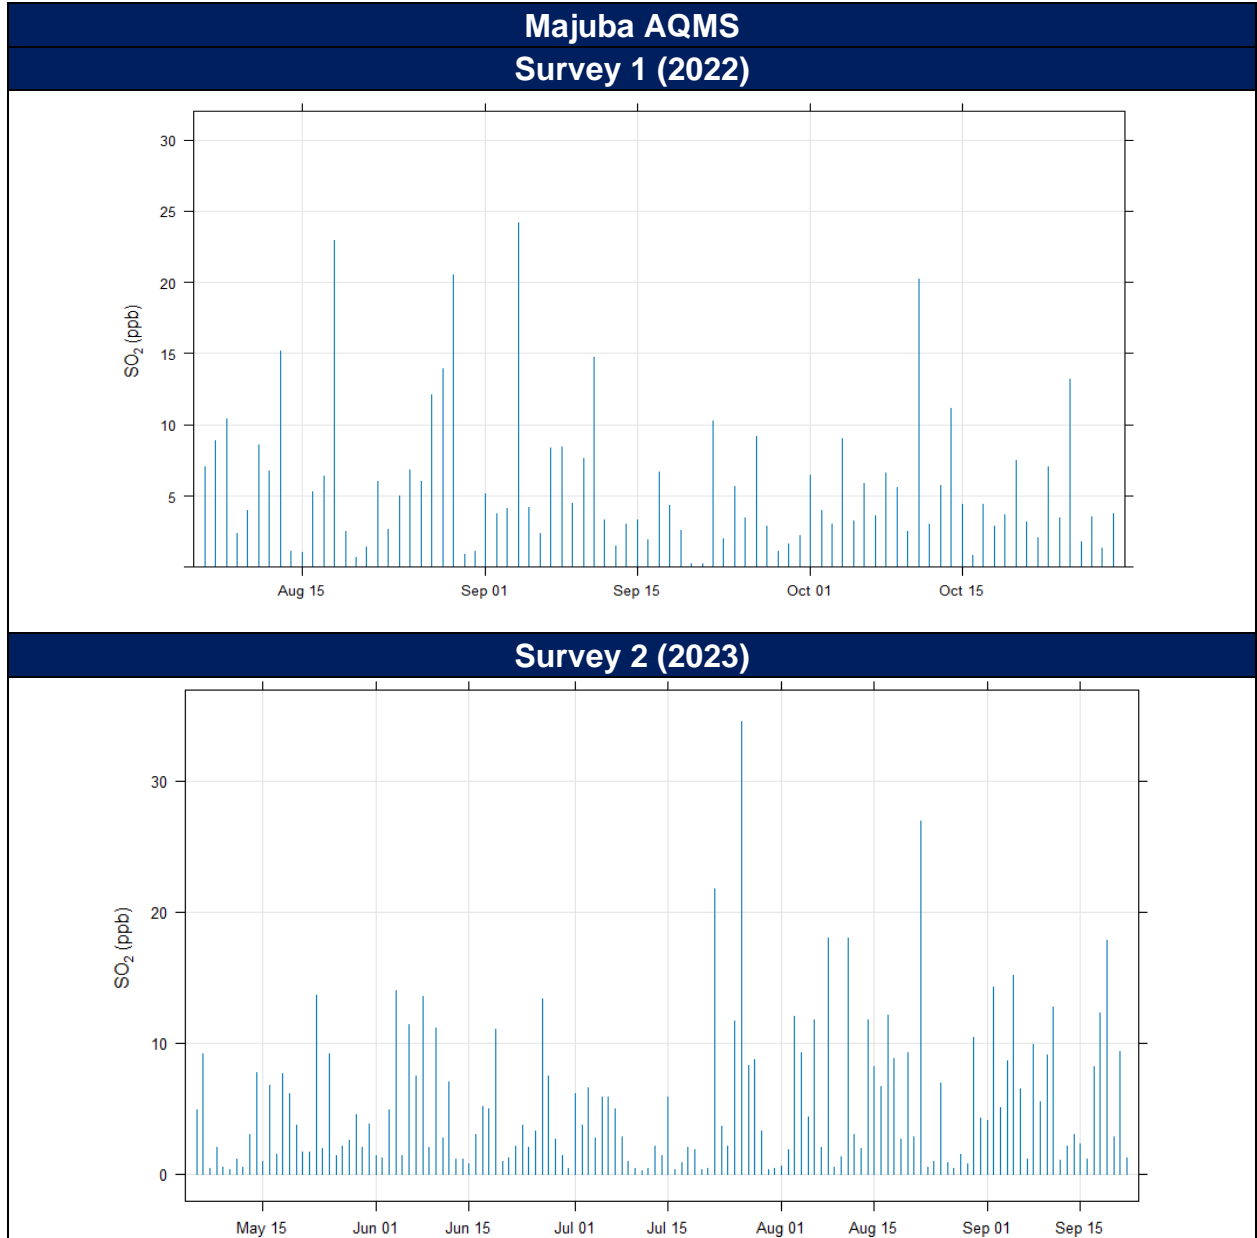 Majuba AQMS
Survey 1 (2022)
30
25
20
15
10
5
SO₂ (ppb)
Aug 15 Sep 01 Sep 15 Oct 01 Oct 15
Survey 2 (2023)
30
20
10
0
SO₂ (ppb)
May 15 Jun 01 Jun 15 Jul 01 Jul 15 Aug 01 Aug 15 Sep 01 Sep 15